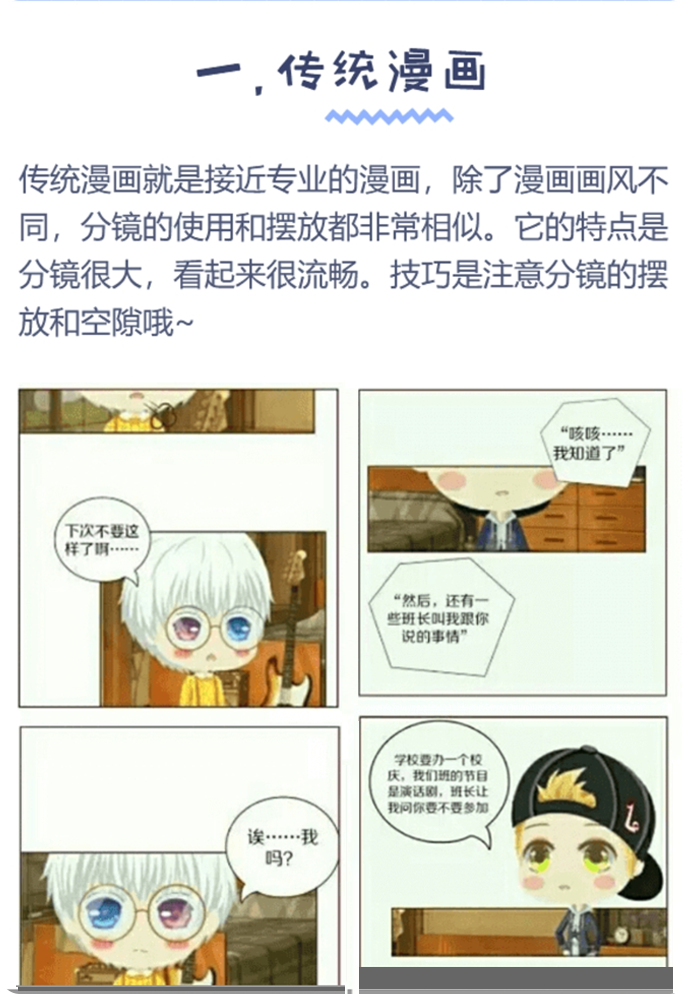 一,传统漫画
传统漫画就是接近专业的漫画，除了漫画画风不
同，分镜的使用和摆放都非常相似。它的特点是
分镜很大，看起来很流畅。技巧是注意分镜的摆
放和空隙哦~
下次不要这
样了啊……
“咳咳……
我知道了”
“然后，还有一
些班长叫我跟你
说的事情”
诶……我
吗？
学校要办一个校
庆，我们班的节目
是演话剧，班长让
我问你要不要参加